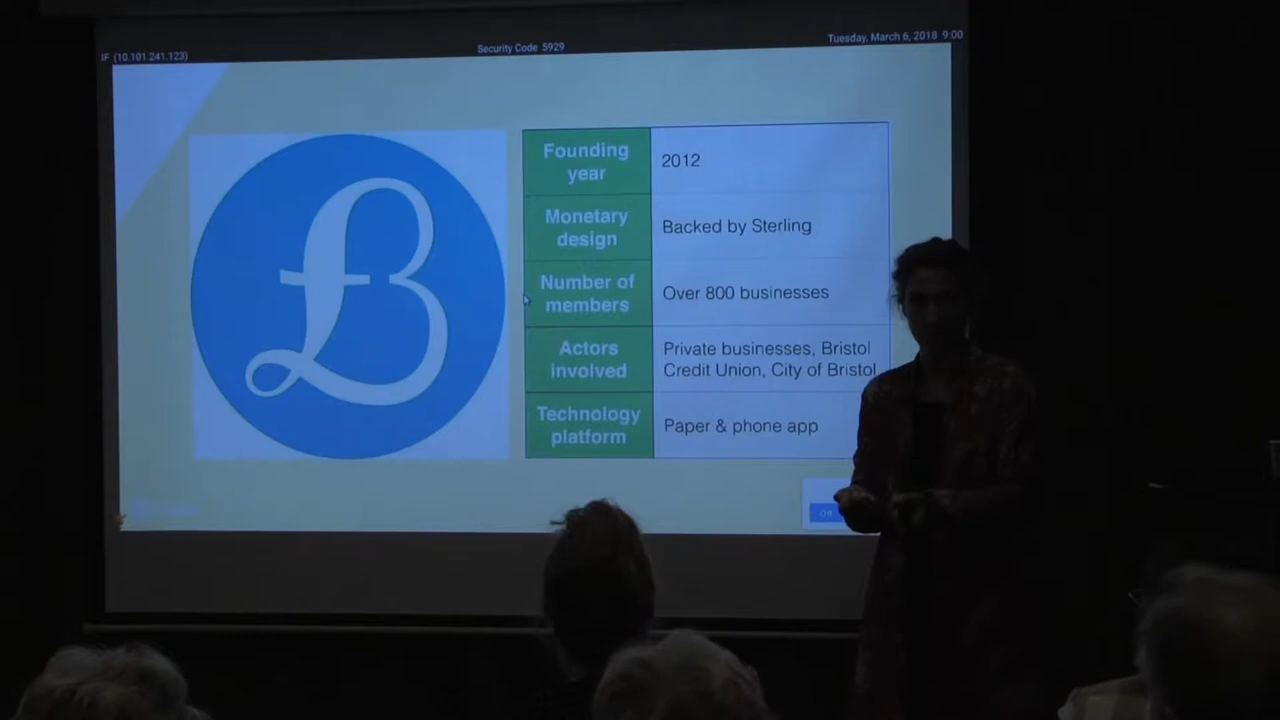 IF (10.101.241.123)
Security Code 5929
Tuesday, March 6, 2018 9:00
Founding year
2012
Monetary design
Backed by Sterling
Number of members
Over 800 businesses
Actors involved
Private businesses, Bristol
Credit Union, City of Bristol
Technology platform
Paper & phone app